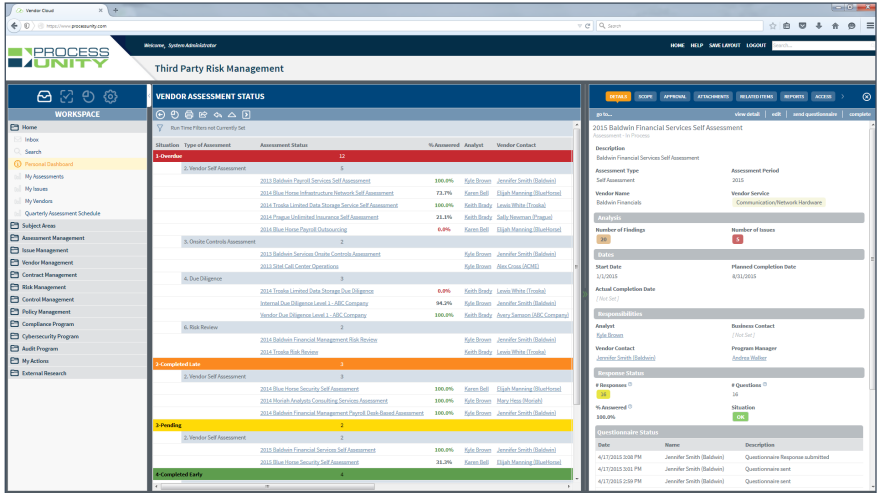 Vendor Cloud
https://www.processunity.com
Search
PROCESS
UNITY
Welcome, System Administrator
HOME HELP SAVE LAYOUT LOGOUT Search...
Third Party Risk Management
WORKSPACE
Home
Inbox
Search
Personal Dashboard
My Assessments
My Issues
My Vendors
Quarterly Assessment Schedule
Subject Areas
Assessment Management
Issue Management
Vendor Management
Contract Management
Risk Management
Control Management
Policy Management
Compliance Program
Cybersecurity Program
Audit Program
My Actions
External Research
VENDOR ASSESSMENT STATUS
Run Time Filters not Currently Set
Situation Type of Assessment Assessment Status % Answered Analyst Vendor Contact
1-Overdue 12
2. Vendor Self Assessment 5
2013 Baldwin Payroll Services Self Assessment 100.0% Kyle Brown Jennifer Smith (Baldwin)
2014 Blue Horse Infrastructure Network Self Assessment 73.7% Karen Bell Elijah Manning (BlueHorse)
2014 Troska Limited Data Storage Service Self Assessment 100.0% Keith Brady Lewis White (Troska)
2014 Prague Unlimited Insurance Self Assessment 21.1% Keith Brady Sally Newman (Prague)
2014 Blue Horse Payroll Outsourcing 0.0% Karen Bell Elijah Manning (BlueHorse)
3. Onsite Controls Assessment 2
2013 Baldwin Services Onsite Controls Assessment Kyle Brown Jennifer Smith (Baldwin)
2013 Sitel Call Center Operations Kyle Brown Alex Cross (ACME)
4. Due Diligence 3
2014 Troska Limited Data Storage Due Diligence 0.0% Keith Brady Lewis White (Troska)
Internal Due Diligence Level 1 - ABC Company 94.2% Kyle Brown Jennifer Smith (Baldwin)
Vendor Due Diligence Level 1 - ABC Company 100.0% Keith Brady Avery Samson (ABC Company)
6. Risk Review 2
2014 Baldwin Financial Management Risk Review Kyle Brown Jennifer Smith (Baldwin)
2014 Troska Risk Review Keith Brady Lewis White (Troska)
2-Completed Late 3
2. Vendor Self Assessment 3
2014 Blue Horse Security Self Assessment 100.0% Karen Bell Elijah Manning (BlueHorse)
2014 Moriah Analysts Consulting Services Assessment 100.0% Kyle Brown Mary Hess (Moriah)
2014 Baldwin Financial Management Payroll Desk-Based Assessment 100.0% Kyle Brown Jennifer Smith (Baldwin)
3-Pending 2
2. Vendor Self Assessment 2
2015 Baldwin Financial Services Self Assessment 100.0% Kyle Brown Jennifer Smith (Baldwin)
2015 Blue Horse Security Self Assessment 31.3% Karen Bell Elijah Manning (BlueHorse)
4-Completed Early 4
DETAILS SCOPE APPROVAL ATTACHMENTS RELATED ITEMS REPORTS ACCESS
go to... view detail edit send questionnaire complete
2015 Baldwin Financial Services Self Assessment
Assessment - In Process
Description
Baldwin Financial Services Self Assessment
Assessment Type Assessment Period
Self Assessment 2015
Vendor Name Vendor Service
Baldwin Financials Communication/Network Hardware
Analysis
Number of Findings Number of Issues
20 5
Dates
Start Date Planned Completion Date
1/1/2015 8/31/2015
Actual Completion Date
[ Not Set ]
Responsibilities
Analyst Business Contact
Kyle Brown [ Not Set ]
Vendor Contact Program Manager
Jennifer Smith (Baldwin) Andrea Walker
Response Status
# Responses # Questions
16 16
% Answered Situation
100.0% OK
Questionnaire Status
Date Name Description
4/17/2015 3:08 PM Jennifer Smith (Baldwin) Questionnaire Response submitted
4/17/2015 3:01 PM Jennifer Smith (Baldwin) Questionnaire sent
4/17/2015 2:59 PM Jennifer Smith (Baldwin) Questionnaire sent